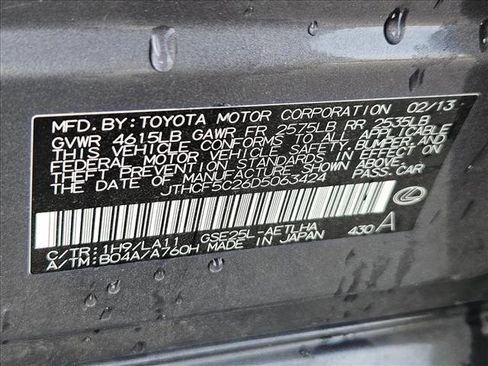 MFD.BY:TOYOTA MOTOR CORPORATION 02/13
GVWR 4615LB GAWR FR 2575LB RR 2535LB
THIS VEHICLE CONFORMS TO ALL APPLICABLE
FEDERAL MOTOR VEHICLE SAFETY, BUMPER, AND
THEFT PREVENTION STANDARDS IN EFFECT ON
THE DATE OF MANUFACTURE SHOWN ABOVE.
JTHCF5C26D5063424 PASS.CAR
C/TR:1H9/LA11 GSE25L-AETLHA
A/TM:B04A/A760H MADE IN JAPAN 430 A